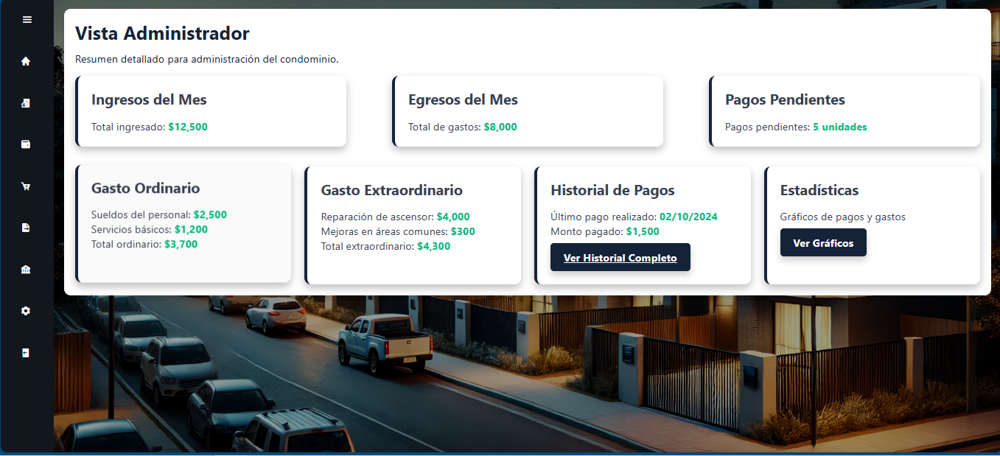 Vista Administrador
Resumen detallado para administración del condominio.
Ingresos del Mes
Total ingresado: $12,500
Egresos del Mes
Total de gastos: $8,000
Pagos Pendientes
Pagos pendientes: 5 unidades
Gasto Ordinario
Sueldos del personal: $2,500
Servicios básicos: $1,200
Total ordinario: $3,700
Gasto Extraordinario
Reparación de ascensor: $4,000
Mejoras en áreas comunes: $300
Total extraordinario: $4,300
Historial de Pagos
Último pago realizado: 02/10/2024
Monto pagado: $1,500
Ver Historial Completo
Estadísticas
Gráficos de pagos y gastos
Ver Gráficos